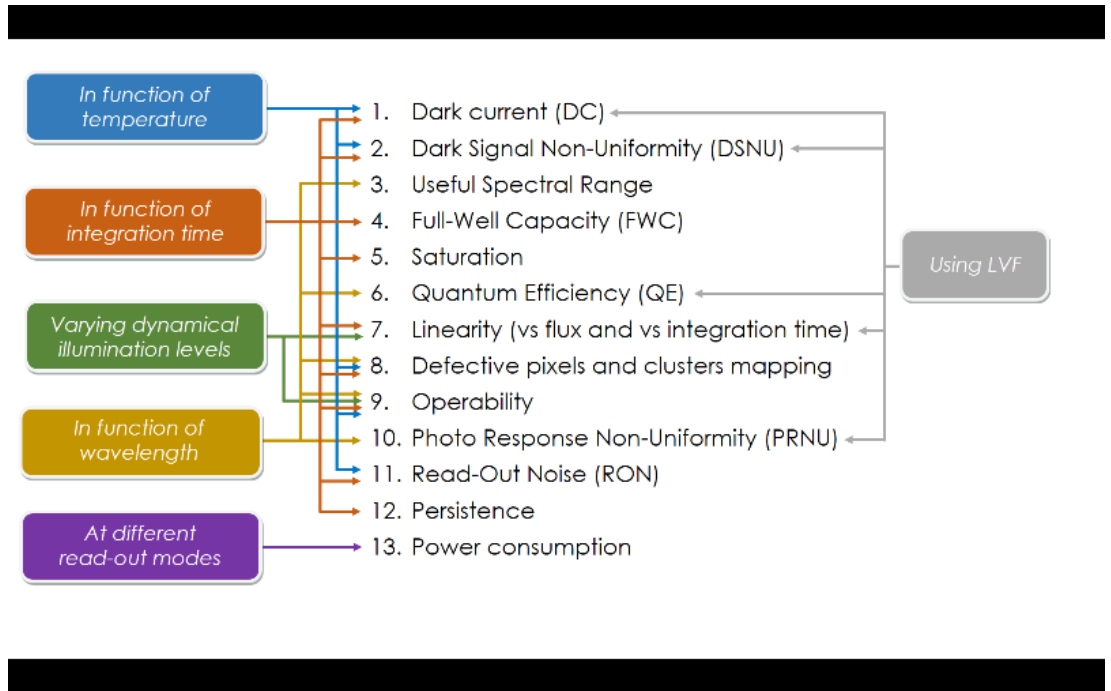 In function of
temperature
In function of
integration time
Varying dynamical
illumination levels
In function of
wavelength
At different
read-out modes
1. Dark current (DC)
2. Dark Signal Non-Uniformity (DSNU)
3. Useful Spectral Range
4. Full-Well Capacity (FWC)
5. Saturation
6. Quantum Efficiency (QE)
7. Linearity (vs flux and vs integration time)
8. Defective pixels and clusters mapping
9. Operability
10. Photo Response Non-Uniformity (PRNU)
11. Read-Out Noise (RON)
12. Persistence
13. Power consumption
Using LVF